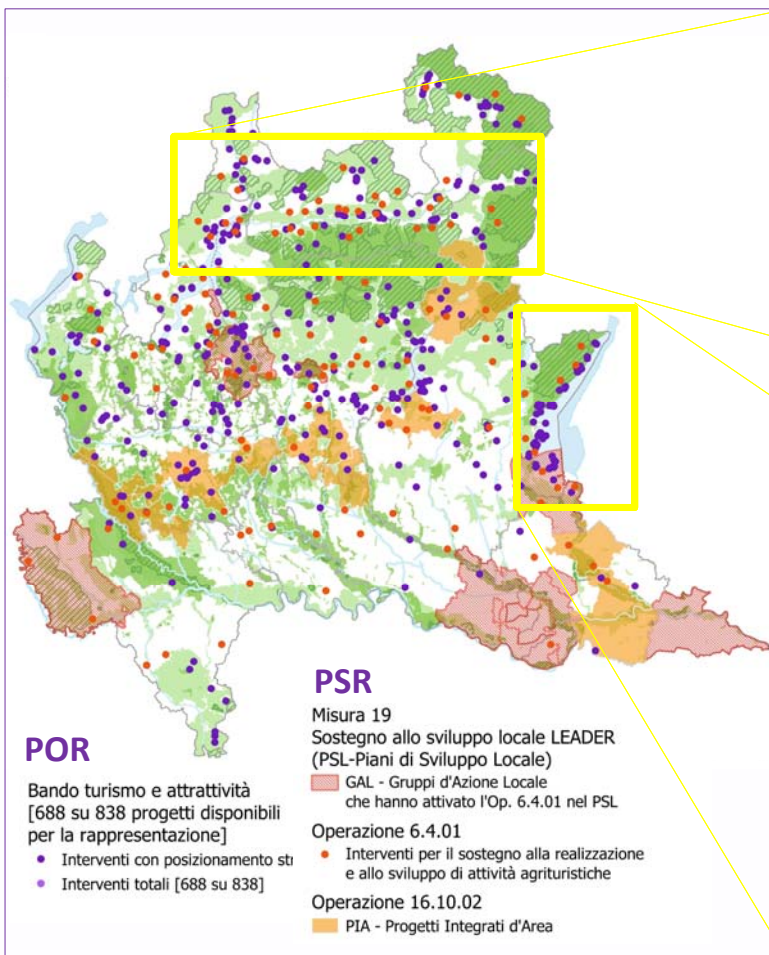 POR
Bando turismo e attrattività
[688 su 838 progetti disponibili
per la rappresentazione]
Interventi con posizionamento
Interventi totali [688 su 838]
PSR
Misura 19
Sostegno allo sviluppo locale LEADER
(PSL-Piani di Sviluppo Locale)
GAL - Gruppi d'Azione Locale
che hanno attivato l'Op. 6.4.01 nel PSL
Operazione 6.4.01
Interventi per il sostegno alla realizzazione
e allo sviluppo di attività agrituristiche
Operazione 16.10.02
PIA - Progetti Integrati d'Area